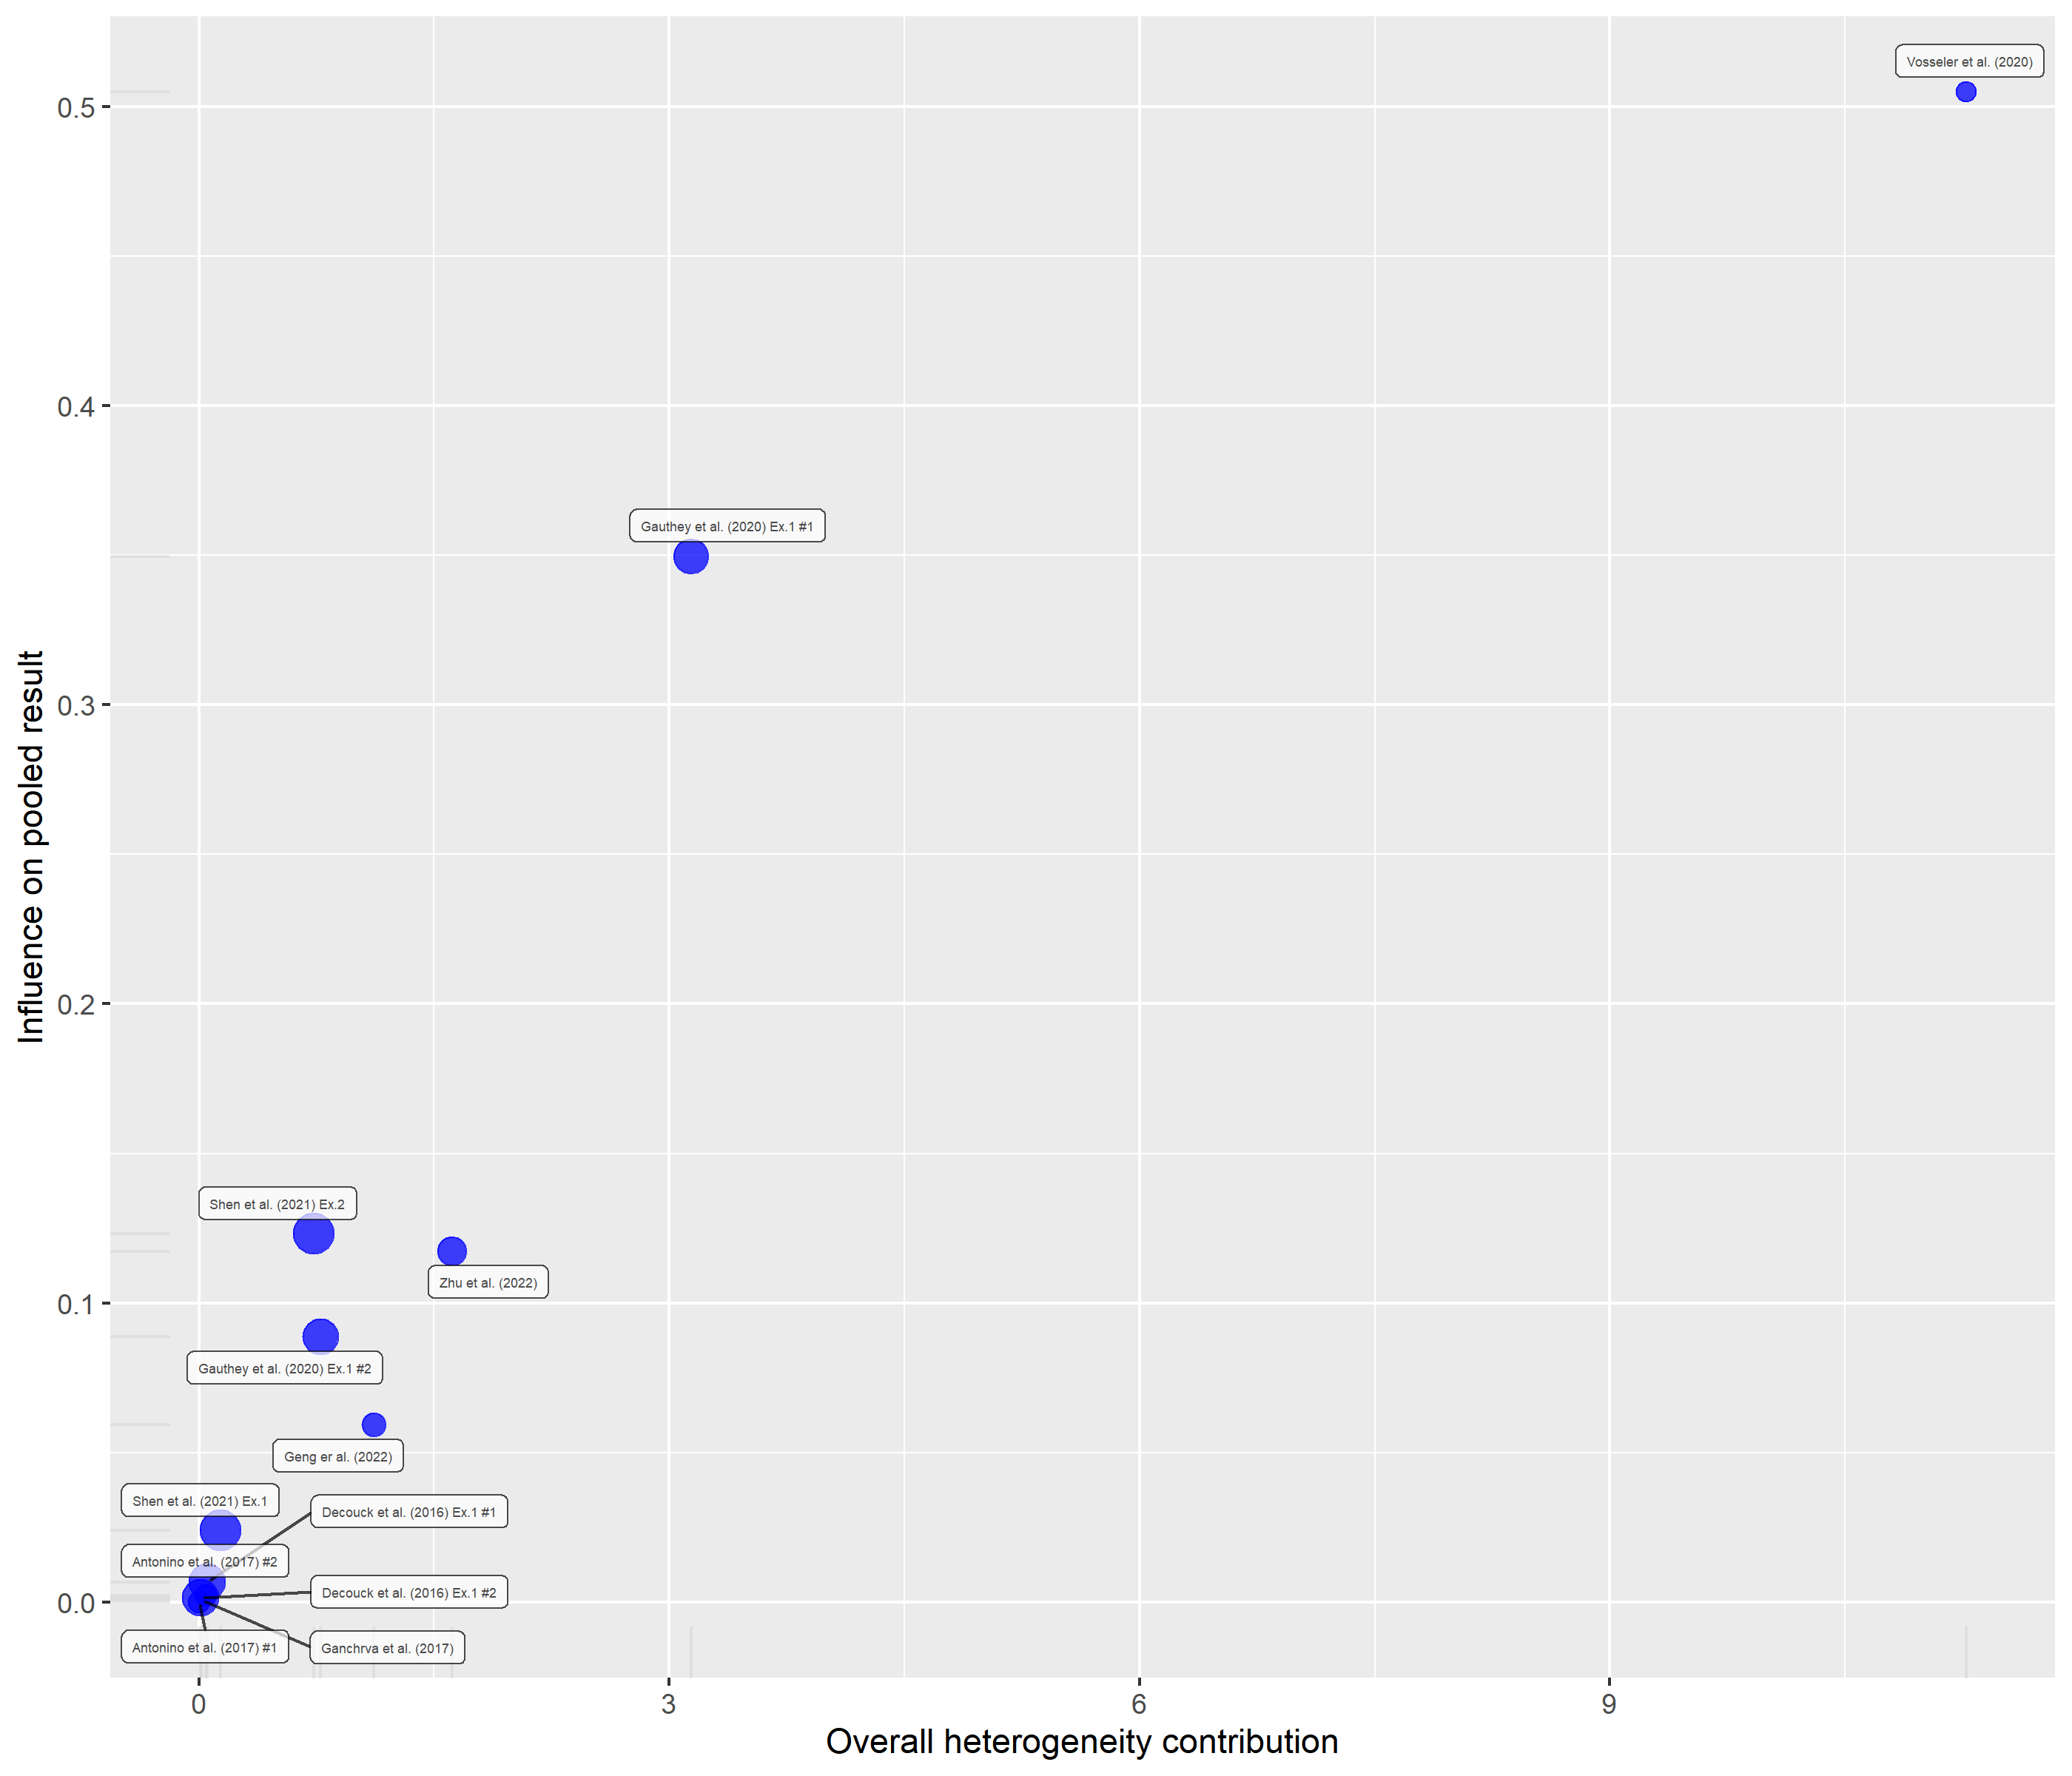 Vosseler et al. (2020)
0.5
0.4
Gauthey et al. (2020) Ex.1 #1
0.3
Influence on pooled result
0.2
Shen et al. (2021) Ex.2
Zhu et al. (2022)
0.1
Gauthey et al. (2020) Ex.1 #2
Geng er al. (2022)
Shen et al. (2021) Ex.1
Decouck et al. (2016) Ex.1 #1
Antonino et al. (2017) #2
Decouck et al. (2016) Ex.1 #2
0.0
Antonino et al. (2017) #1
Ganchrva et al. (2017)
0
3
6
9
Overall heterogeneity contribution